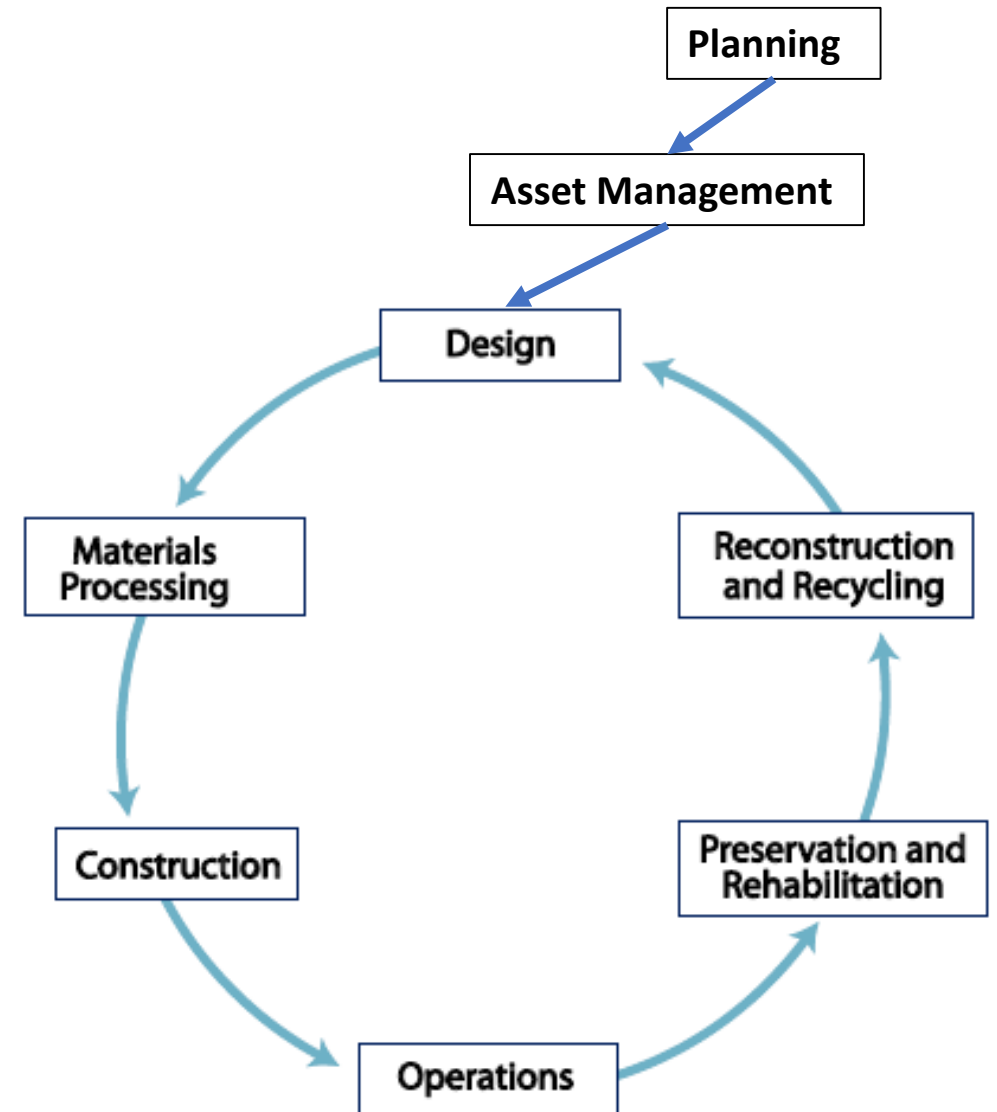 Planning
Asset Management
Design
Materials
Processing
Reconstruction
and Recycling
Construction
Preservation and
Rehabilitation
Operations